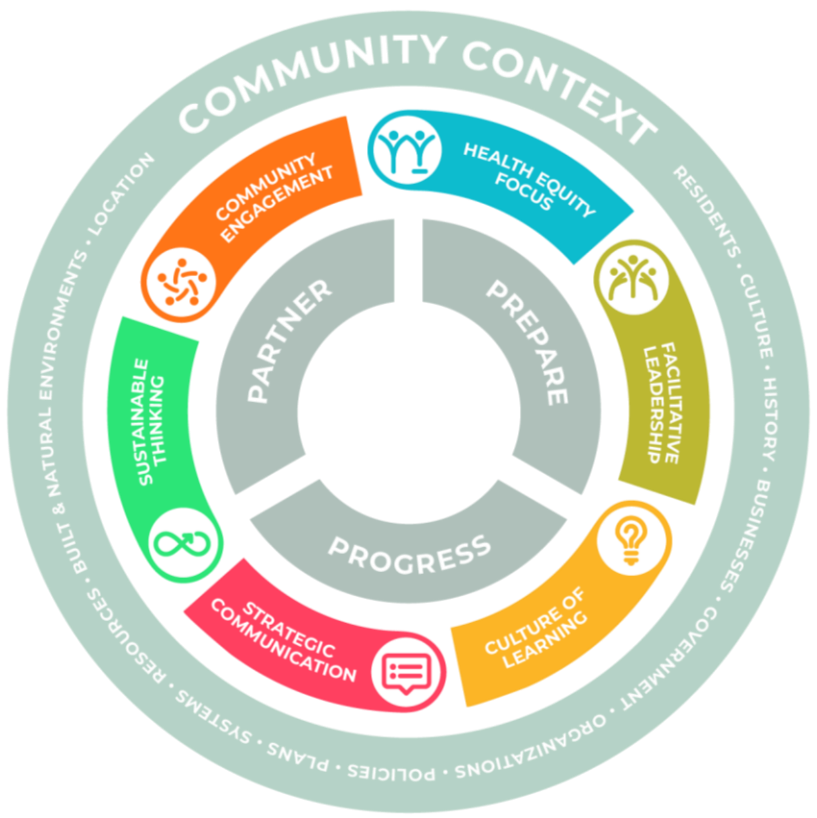 COMMUNITY CONTEXT
RESIDENTS • CULTURE • HISTORY • BUSINESSES • GOVERNMENT • ORGANIZATIONS • POLICIES • PLANS • SYSTEMS • RESOURCES • BUILT & NATURAL ENVIRONMENTS • LOCATION
HEALTH EQUITY
FOCUS
FACILITATIVE
LEADERSHIP
CULTURE OF
LEARNING
STRATEGIC
COMMUNICATION
SUSTAINABLE
THINKING
COMMUNITY
ENGAGEMENT
PARTNER
PREPARE
PROGRESS